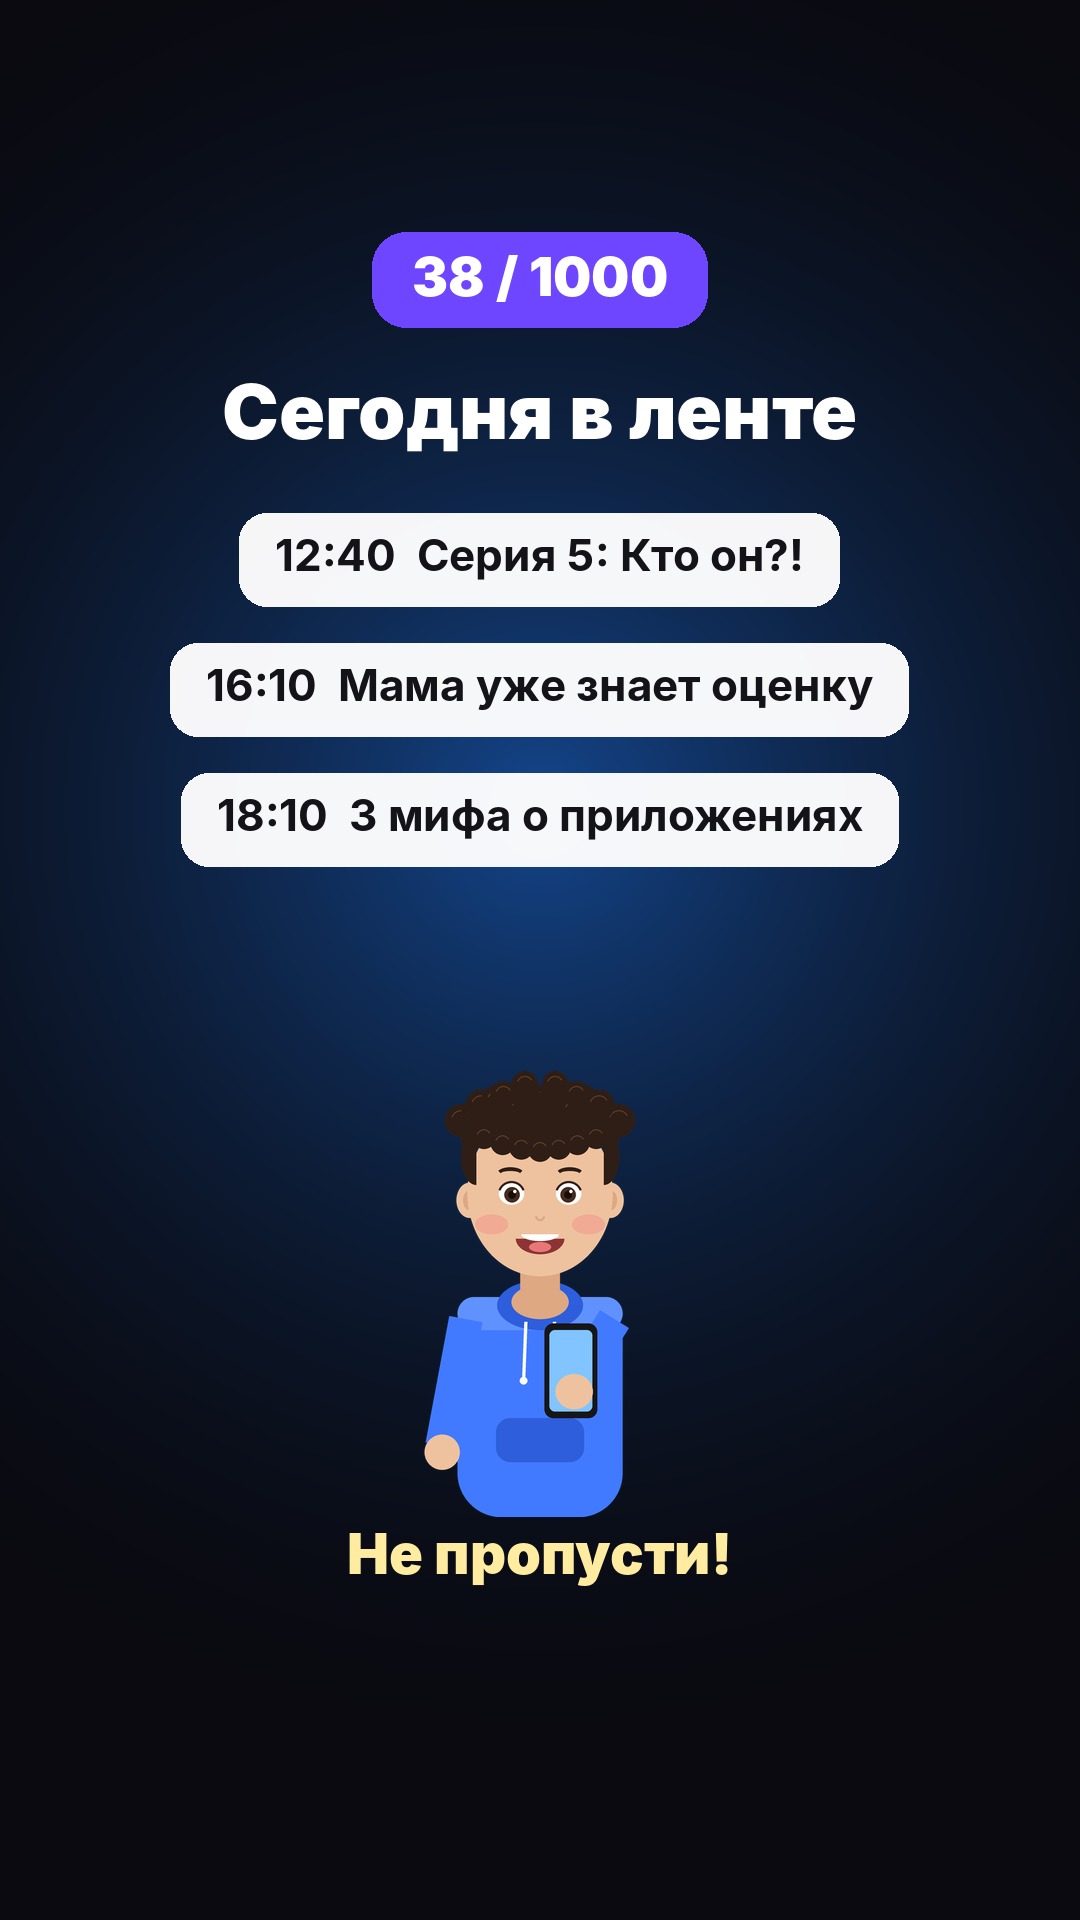 38 / 1000
Сегодня в ленте
12:40 Серия 5: Кто он?!
16:10 Мама уже знает оценку
18:10 3 мифа о приложениях
Не пропусти!